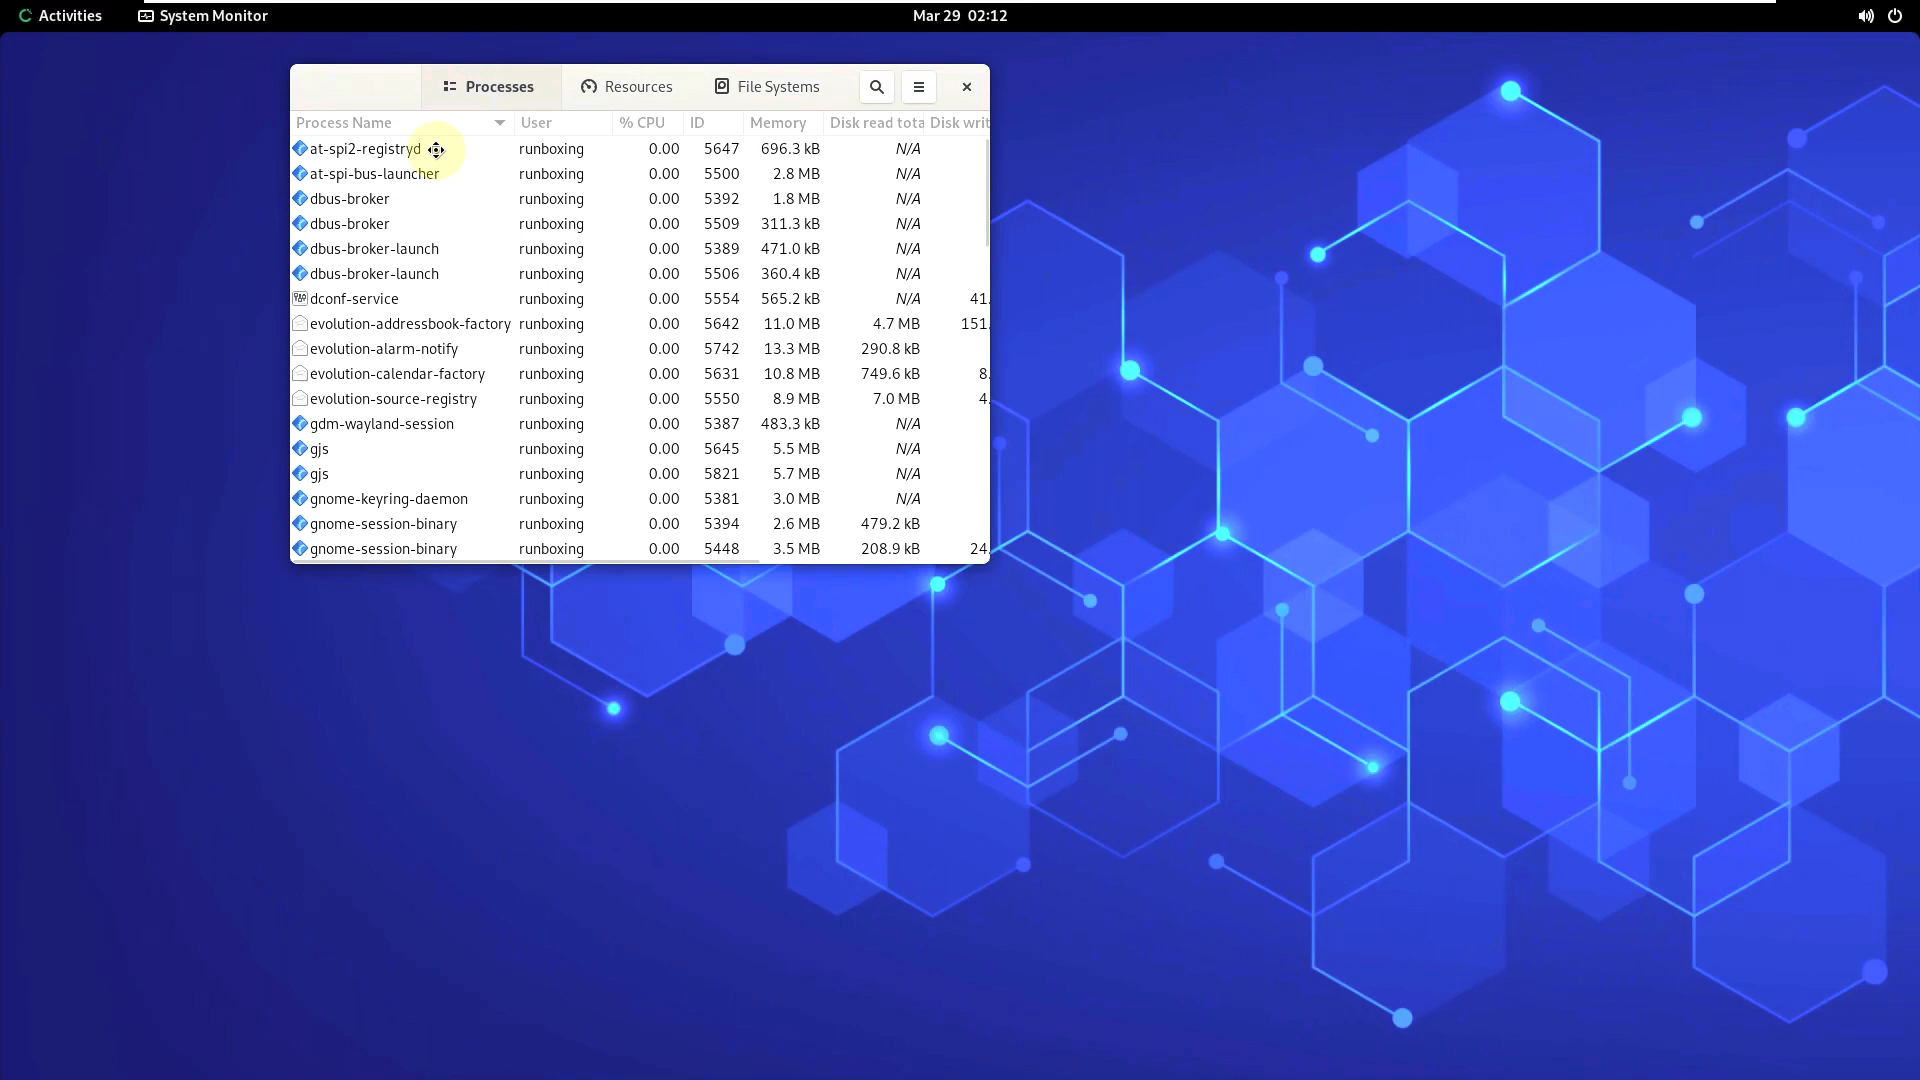 Activities System Monitor Mar 29 02:12
Processes Resources File Systems
Process Name User % CPU ID Memory Disk read tota Disk writ
at-spi2-registryd runboxing 0.00 5647 696.3 kB N/A
at-spi-bus-launcher runboxing 0.00 5500 2.8 MB N/A
dbus-broker runboxing 0.00 5392 1.8 MB N/A
dbus-broker runboxing 0.00 5509 311.3 kB N/A
dbus-broker-launch runboxing 0.00 5389 471.0 kB N/A
dbus-broker-launch runboxing 0.00 5506 360.4 kB N/A
dconf-service runboxing 0.00 5554 565.2 kB N/A 41.
evolution-addressbook-factory runboxing 0.00 5642 11.0 MB 4.7 MB 151.
evolution-alarm-notify runboxing 0.00 5742 13.3 MB 290.8 kB
evolution-calendar-factory runboxing 0.00 5631 10.8 MB 749.6 kB 8.
evolution-source-registry runboxing 0.00 5550 8.9 MB 7.0 MB 4.
gdm-wayland-session runboxing 0.00 5387 483.3 kB N/A
gjs runboxing 0.00 5645 5.5 MB N/A
gjs runboxing 0.00 5821 5.7 MB N/A
gnome-keyring-daemon runboxing 0.00 5381 3.0 MB N/A
gnome-session-binary runboxing 0.00 5394 2.6 MB 479.2 kB
gnome-session-binary runboxing 0.00 5448 3.5 MB 208.9 kB 24.